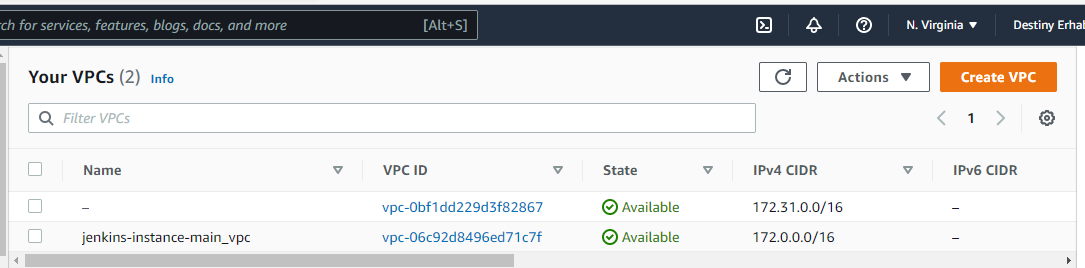 ch for services, features, blogs, docs, and more [Alt+S] N. Virginia Destiny Erhab
Your VPCs (2) Info Actions Create VPC
Filter VPCs 1
Name VPC ID State IPv4 CIDR IPv6 CIDR
– vpc-0bf1dd229d3f82867 Available 172.31.0.0/16 –
jenkins-instance-main_vpc vpc-06c92d8496ed71c7f Available 172.0.0.0/16 –